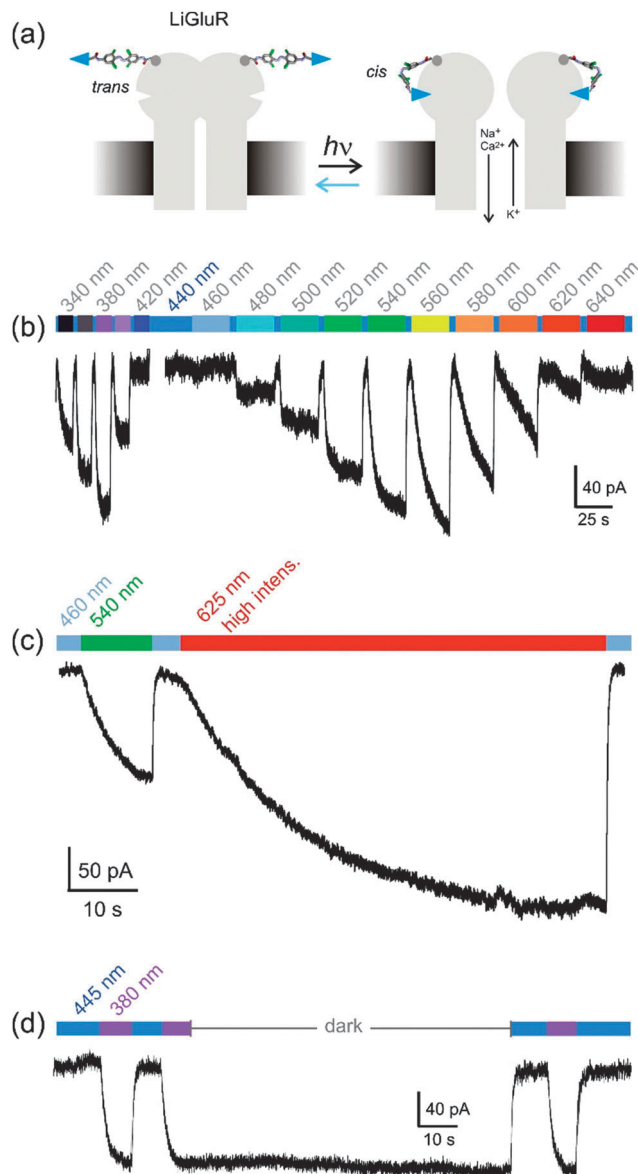 (a)
LiGluR
trans
cis
hν
Na⁺
Ca²⁺
K⁺
340 nm
380 nm
420 nm
440 nm
460 nm
480 nm
500 nm
520 nm
540 nm
560 nm
580 nm
600 nm
620 nm
640 nm
(b)
40 pA
25 s
(c)
460 nm
540 nm
625 nm
high intens.
50 pA
10 s
(d)
445 nm
380 nm
dark
40 pA
10 s